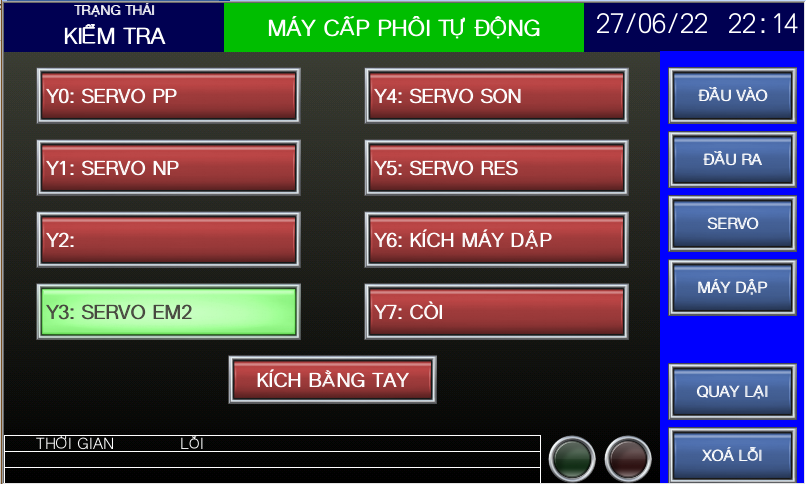 TRẠNG THÁI
KIỂM TRA
MÁY CẤP PHÔI TỰ ĐỘNG
27/06/22 22:14
Y0: SERVO PP
Y4: SERVO SON
ĐẦU VÀO
Y1: SERVO NP
Y5: SERVO RES
ĐẦU RA
Y2:
Y6: KÍCH MÁY DẬP
SERVO
Y3: SERVO EM2
Y7: CÒI
MÁY DẬP
KÍCH BẰNG TAY
QUAY LẠI
THỜI GIAN LỖI
XOÁ LỖI